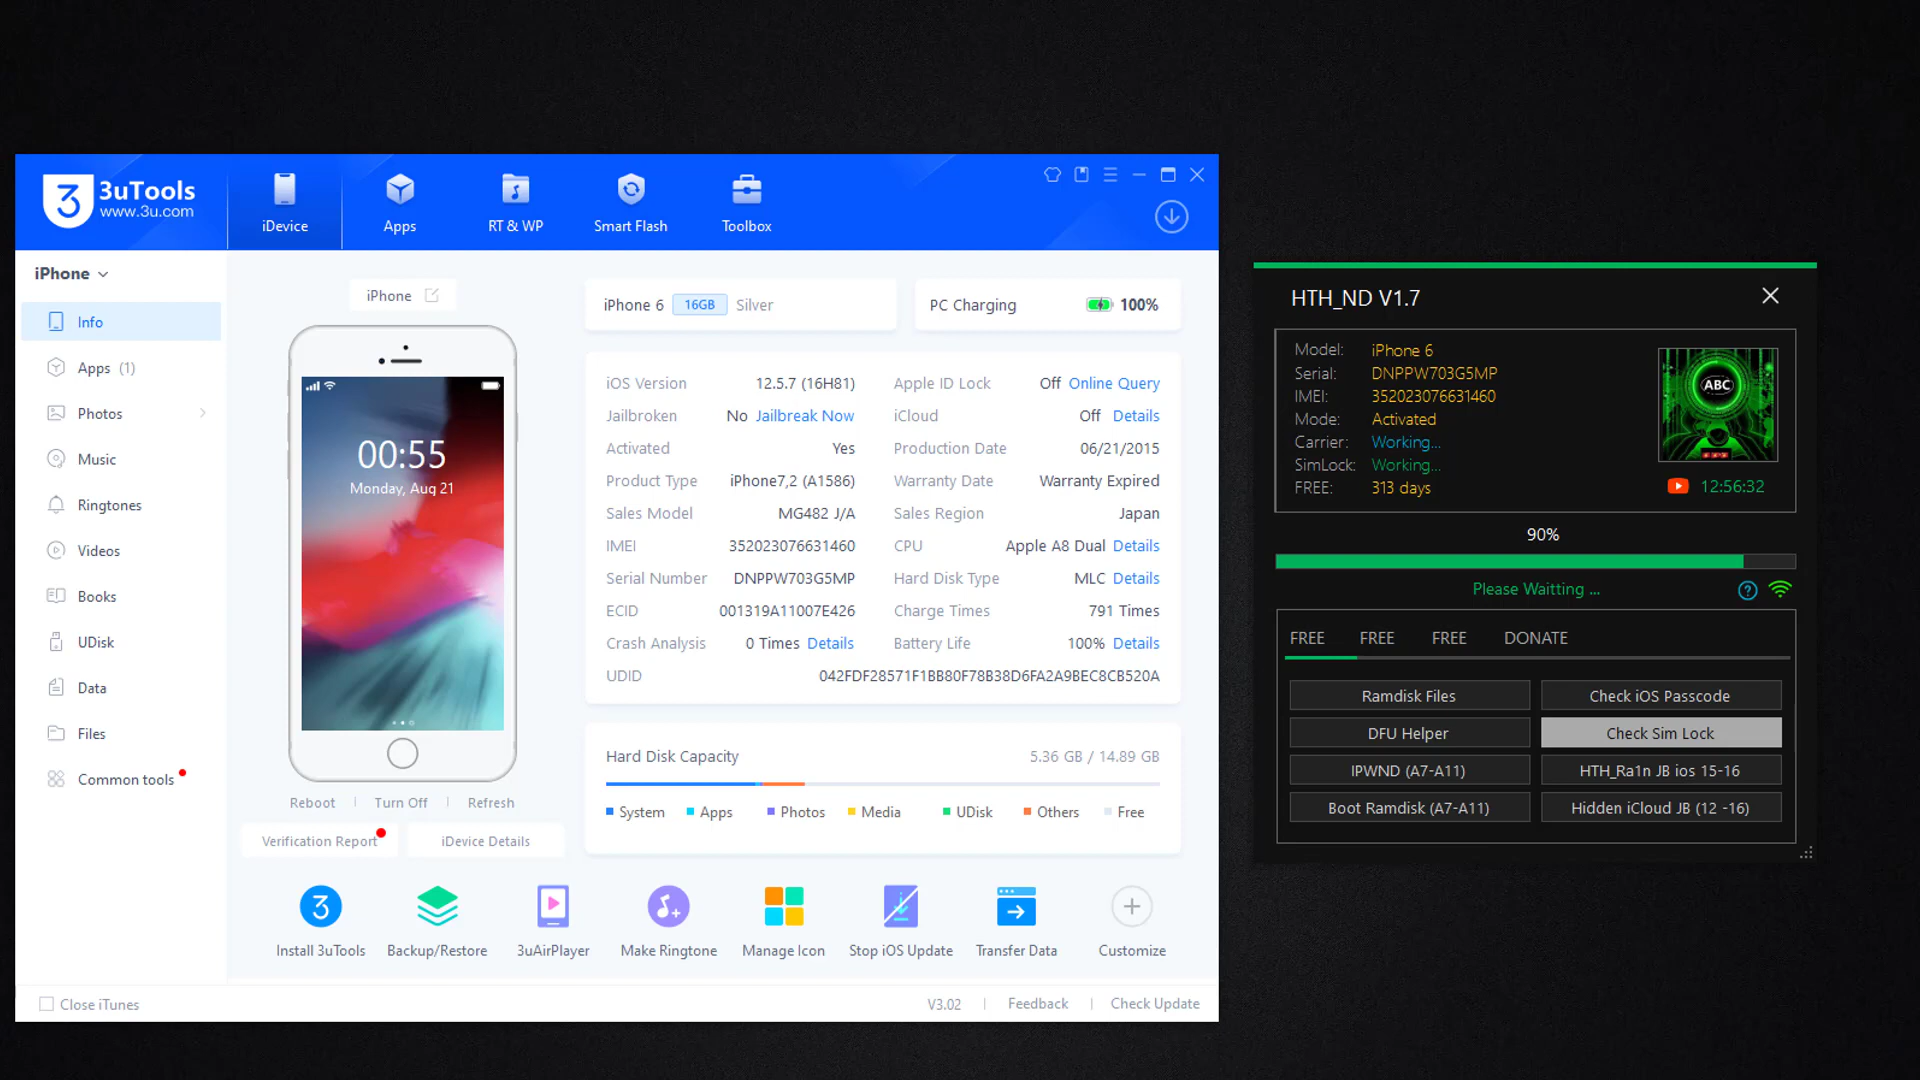 3 3uTools
www.3u.com
iDevice
Apps
RT & WP
Smart Flash
Toolbox
iPhone
Info
Apps (1)
Photos
Music
Ringtones
Videos
Books
UDisk
Data
Files
Common tools
iPhone
00:55
Monday, Aug 21
Reboot | Turn Off | Refresh
Verification Report
iDevice Details
iPhone 6 16GB Silver
PC Charging 100%
iOS Version 12.5.7 (16H81) Apple ID Lock Off Online Query
Jailbroken No Jailbreak Now iCloud Off Details
Activated Yes Production Date 06/21/2015
Product Type iPhone7,2 (A1586) Warranty Date Warranty Expired
Sales Model MG482 J/A Sales Region Japan
IMEI 352023076631460 CPU Apple A8 Dual Details
Serial Number DNPPW703G5MP Hard Disk Type MLC Details
ECID 001319A11007E426 Charge Times 791 Times
Crash Analysis 0 Times Details Battery Life 100% Details
UDID 042FDF28571F1BB80F78B38D6FA2A9BEC8CB520A
Hard Disk Capacity 5.36 GB / 14.89 GB
System Apps Photos Media UDisk Others Free
3
Install 3uTools
Backup/Restore
3uAirPlayer
Make Ringtone
Manage Icon
Stop iOS Update
Transfer Data
Customize
Close iTunes
V3.02 | Feedback | Check Update
HTH_ND V1.7
Model: iPhone 6
Serial: DNPPW703G5MP
IMEI: 352023076631460
Mode: Activated
Carrier: Working...
SimLock: Working...
FREE: 313 days
ABC
12:56:32
90%
Please Waitting ...
?
FREE FREE FREE DONATE
Ramdisk Files Check iOS Passcode
DFU Helper Check Sim Lock
IPWND (A7-A11) HTH_Ra1n JB ios 15-16
Boot Ramdisk (A7-A11) Hidden iCloud JB (12 -16)